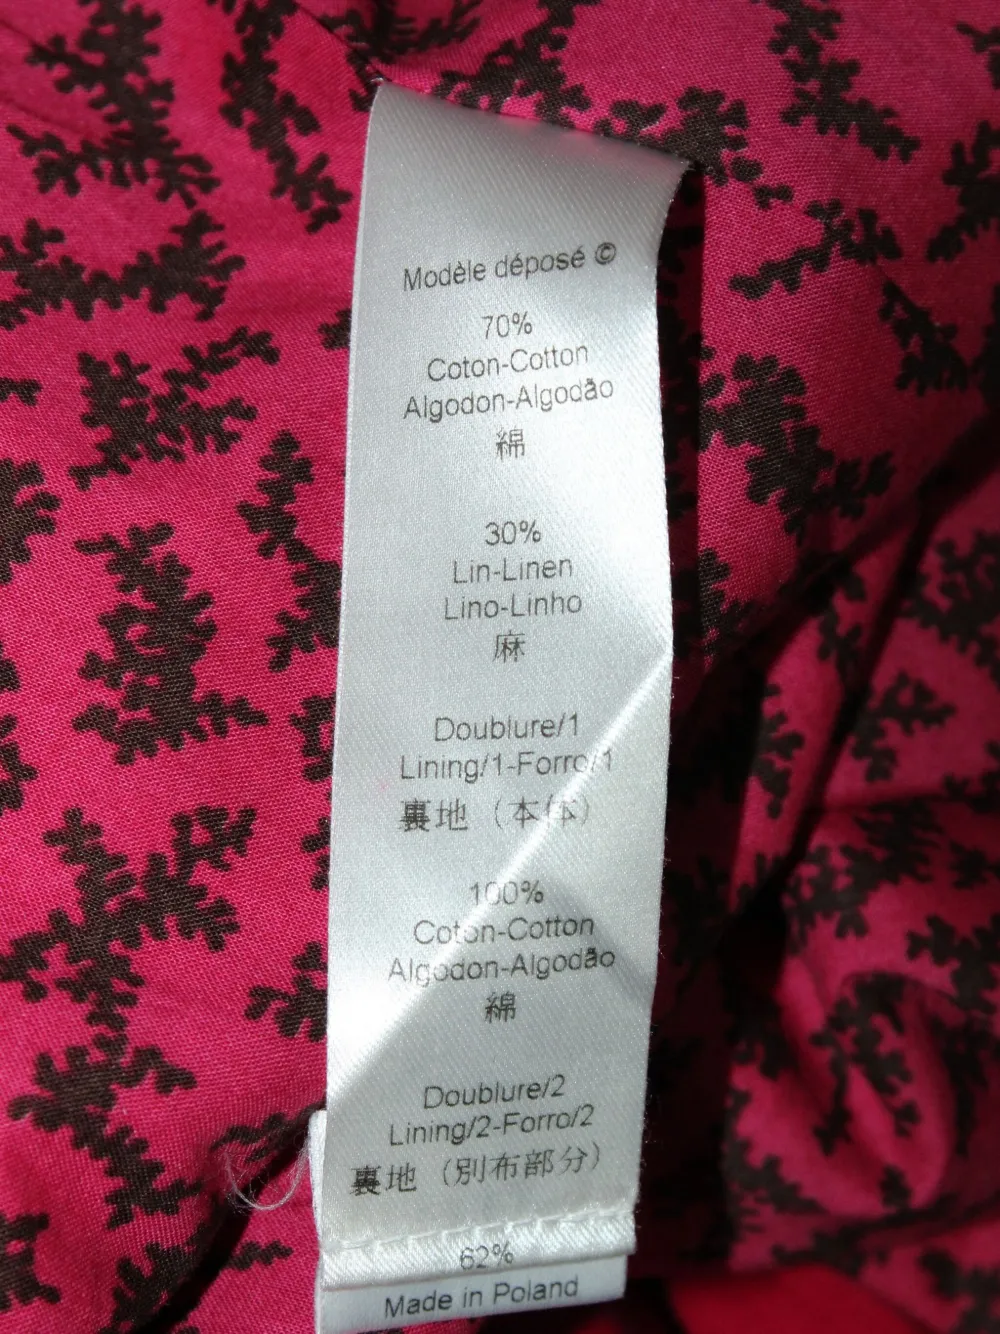 Modèle déposé ©
70%
Coton-Cotton
Algodon-Algodão
綿
30%
Lin-Linen
Lino-Linho
麻
Doublure/1
Lining/1-Forro/1
裏地（本体）
100%
Coton-Cotton
Algodon-Algodão
綿
Doublure/2
Lining/2-Forro/2
裏地（別布部分）
62%
Made in Poland